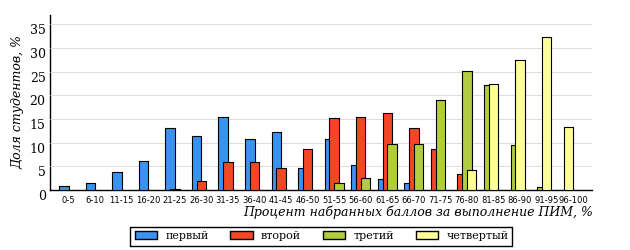 Доля студентов, %
35
30
25
20
15
10
5
0
0-5 6-10 11-15 16-20 21-25 26-30 31-35 36-40 41-45 46-50 51-55 56-60 61-65 66-70 71-75 76-80 81-85 86-90 91-95 96-100
Процент набранных баллов за выполнение ПИМ, %
первый второй третий четвертый